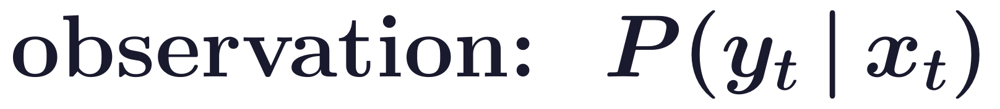 observation: P(y_t | x_t)